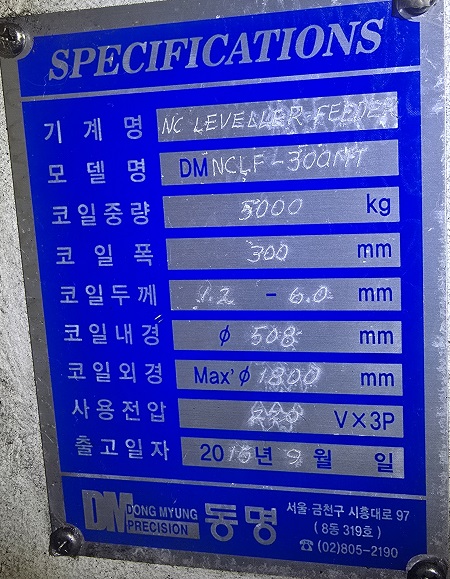 SPECIFICATIONS
기계명 NC LEVELLER FEEDER
모델명 DM NCLF-300MT
코일중량 5000 kg
코일폭 300 mm
코일두께 1.2 - 6.0 mm
코일내경 φ 508 mm
코일외경 Max'φ 1800 mm
사용전압 V×3P
출고일자 2015년 9월 일
DM DONG MYUNG PRECISION 동명
서울·금천구 시흥대로 97
(8동 319호)
☎(02)805-2190